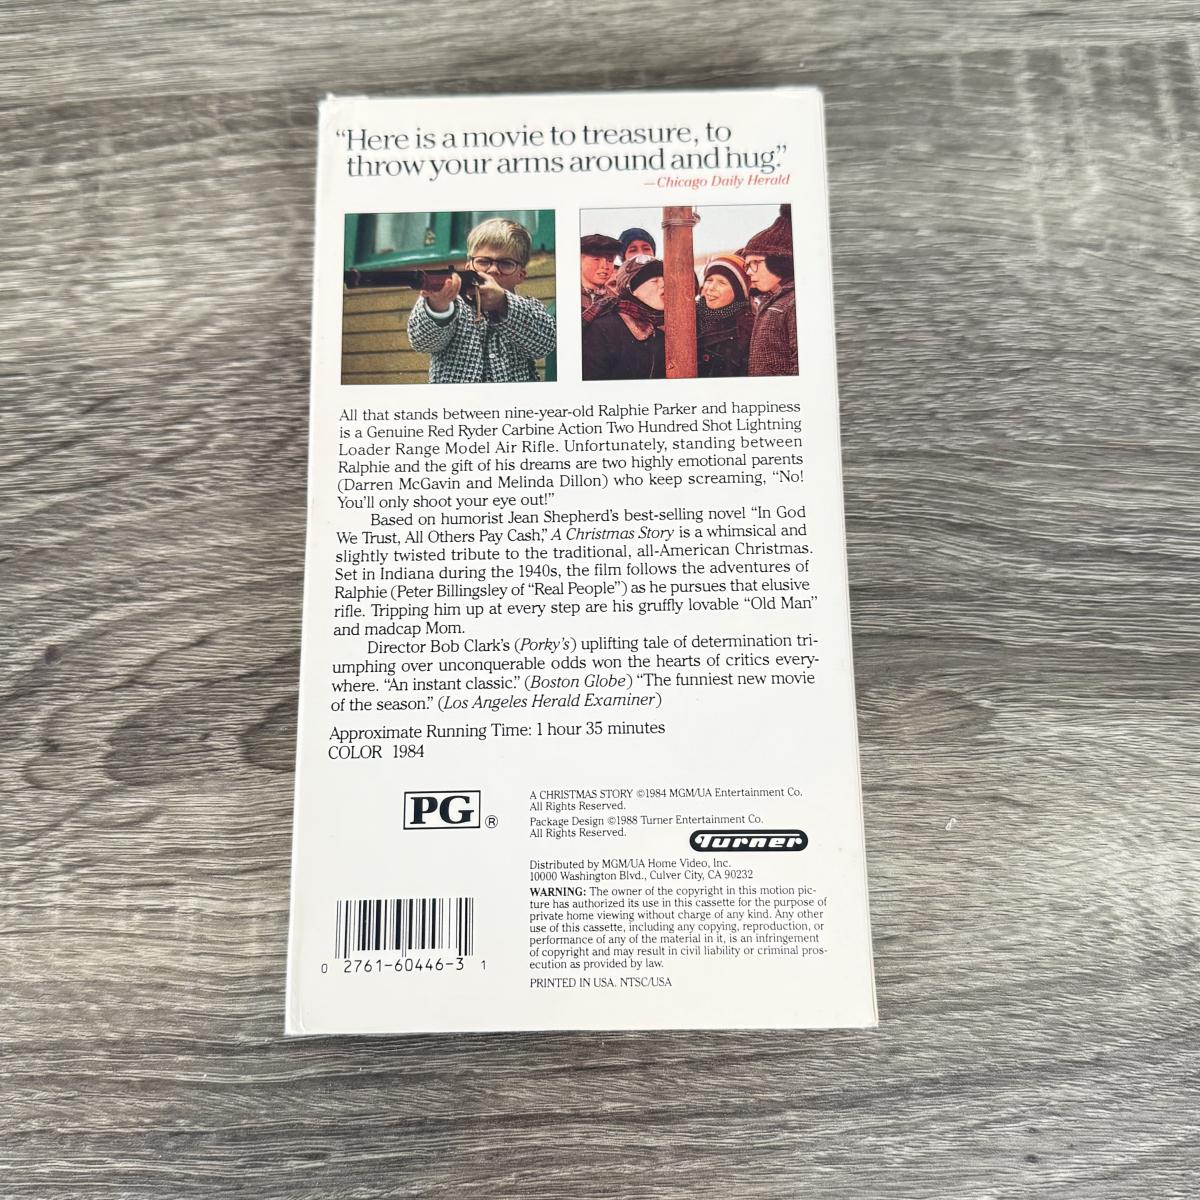 “Here is a movie to treasure, to
throw your arms around and hug.”
—Chicago Daily Herald
All that stands between nine-year-old Ralphie Parker and happiness
is a Genuine Red Ryder Carbine Action Two Hundred Shot Lightning
Loader Range Model Air Rifle. Unfortunately, standing between
Ralphie and the gift of his dreams are two highly emotional parents
(Darren McGavin and Melinda Dillon) who keep screaming, “No!
You’ll only shoot your eye out!”
Based on humorist Jean Shepherd’s best-selling novel “In God
We Trust, All Others Pay Cash,” A Christmas Story is a whimsical and
slightly twisted tribute to the traditional, all-American Christmas.
Set in Indiana during the 1940s, the film follows the adventures of
Ralphie (Peter Billingsley of “Real People”) as he pursues that elusive
rifle. Tripping him up at every step are his gruffly lovable “Old Man”
and madcap Mom.
Director Bob Clark’s (Porky’s) uplifting tale of determination tri-
umphing over unconquerable odds won the hearts of critics every-
where. “An instant classic.” (Boston Globe) “The funniest new movie
of the season.” (Los Angeles Herald Examiner)
Approximate Running Time: 1 hour 35 minutes
COLOR 1984
PG ®
A CHRISTMAS STORY ©1984 MGM/UA Entertainment Co.
All Rights Reserved.
Package Design ©1988 Turner Entertainment Co.
All Rights Reserved.
Turner
Distributed by MGM/UA Home Video, Inc.
10000 Washington Blvd., Culver City, CA 90232
WARNING: The owner of the copyright in this motion pic-
ture has authorized its use in this cassette for the purpose of
private home viewing without charge of any kind. Any other
use of this cassette, including any copying, reproduction, or
performance of any of the material in it, is an infringement
of copyright and may result in civil liability or criminal pros-
ecution as provided by law.
PRINTED IN USA. NTSC/USA
0 2761-60446-3 1